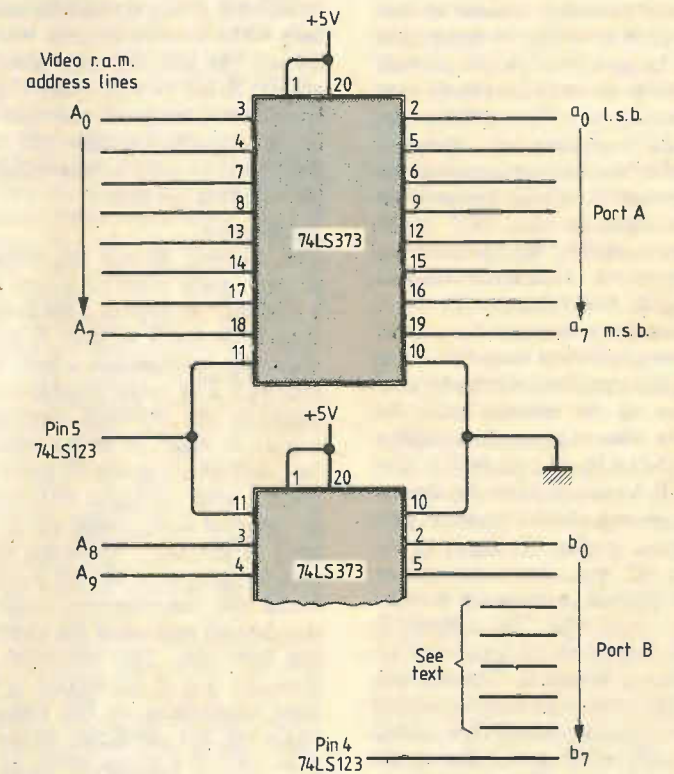 +5V
Video r.a.m.
address lines
1 20
A0 3 2 a0 l.s.b.
4 5
7 6
8 9 Port A
13 74LS373 12
14 15
17 16
A7 18 19 a7 m.s.b.
11 10
Pin 5
74LS123
+5V
1 20
11 10
A8 3 2 b0
A9 4 74LS373 5
See
text
Port B
Pin 4
74LS123
b7